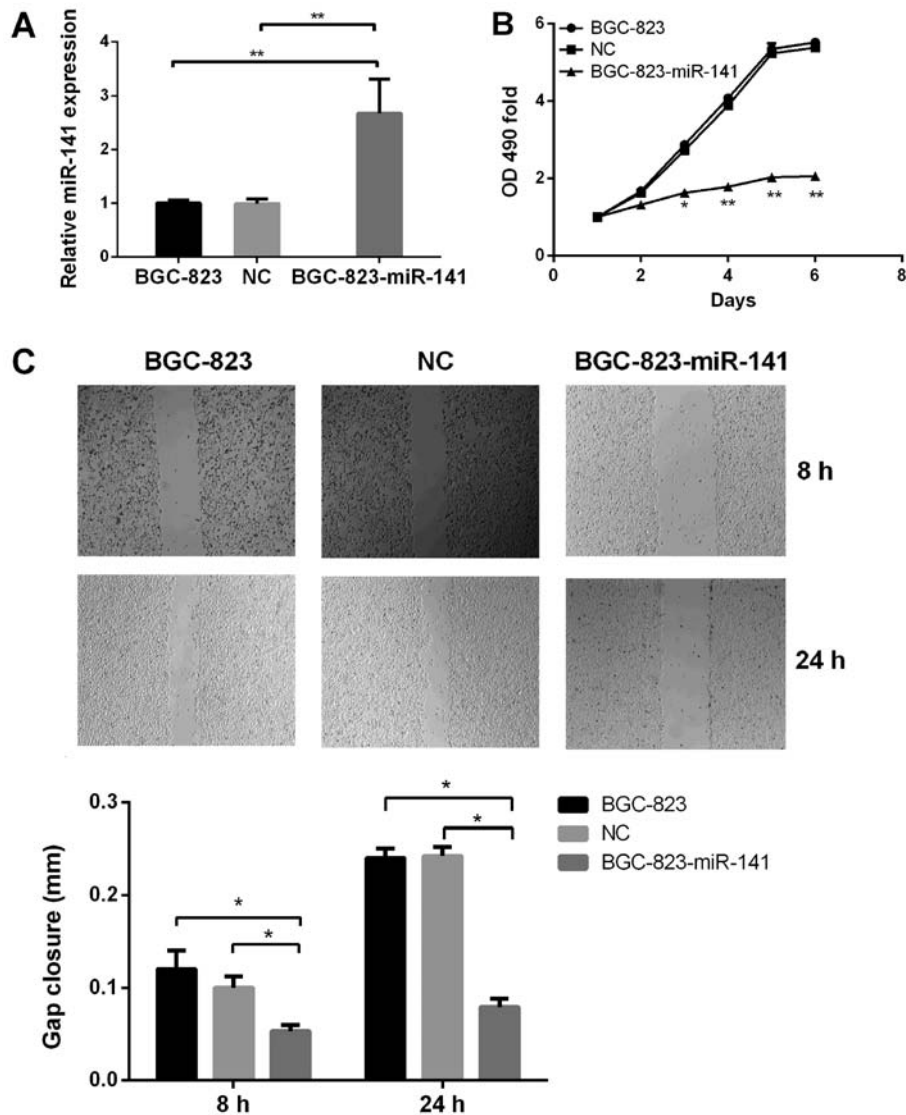 A
Relative miR-141 expression
4
3
2
1
0
**
**
BGC-823 NC BGC-823-miR-141
B
BGC-823
NC
BGC-823-miR-141
OD 490 fold
6
4
2
0
* ** ** **
0 2 4 6 8
Days
C
BGC-823 NC BGC-823-miR-141
8 h
24 h
Gap closure (mm)
0.3
0.2
0.1
0.0
*
*
*
*
8 h 24 h
BGC-823
NC
BGC-823-miR-141